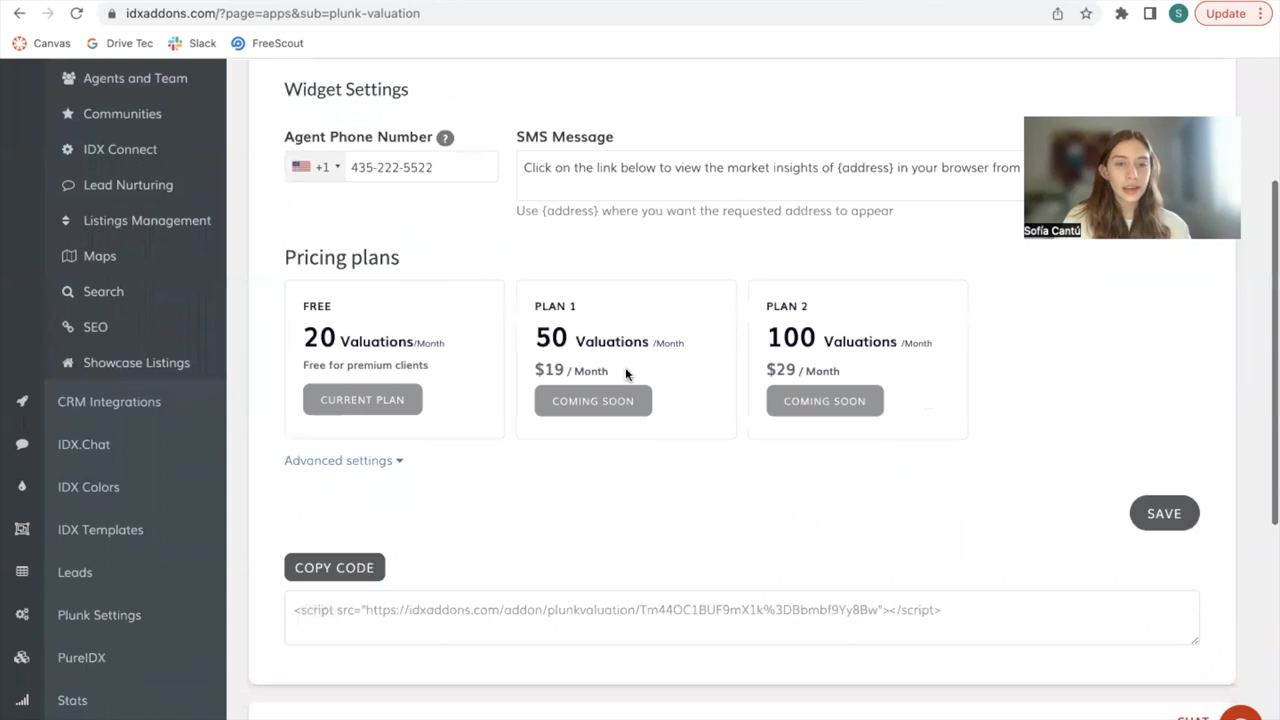 idxaddons.com/?page=apps&sub=plunk-valuation
S
Update
Canvas
Drive Tec
Slack
FreeScout
Agents and Team
Communities
IDX Connect
Lead Nurturing
Listings Management
Maps
Search
SEO
Showcase Listings
CRM Integrations
IDX.Chat
IDX Colors
IDX Templates
Leads
Plunk Settings
PureIDX
Stats
Widget Settings
Agent Phone Number ?
SMS Message
+1 435-222-5522
Click on the link below to view the market insights of {address} in your browser from
Use {address} where you want the requested address to appear
Sofía Cantú
Pricing plans
FREE
20 Valuations/Month
Free for premium clients
CURRENT PLAN
PLAN 1
50 Valuations /Month
$19 / Month
COMING SOON
PLAN 2
100 Valuations /Month
$29 / Month
COMING SOON
Advanced settings
SAVE
COPY CODE
<script src="https://idxaddons.com/addon/plunkvaluation/Tm44OC1BUF9mX1k%3DBbmbf9Yy8Bw"></script>
CHAT